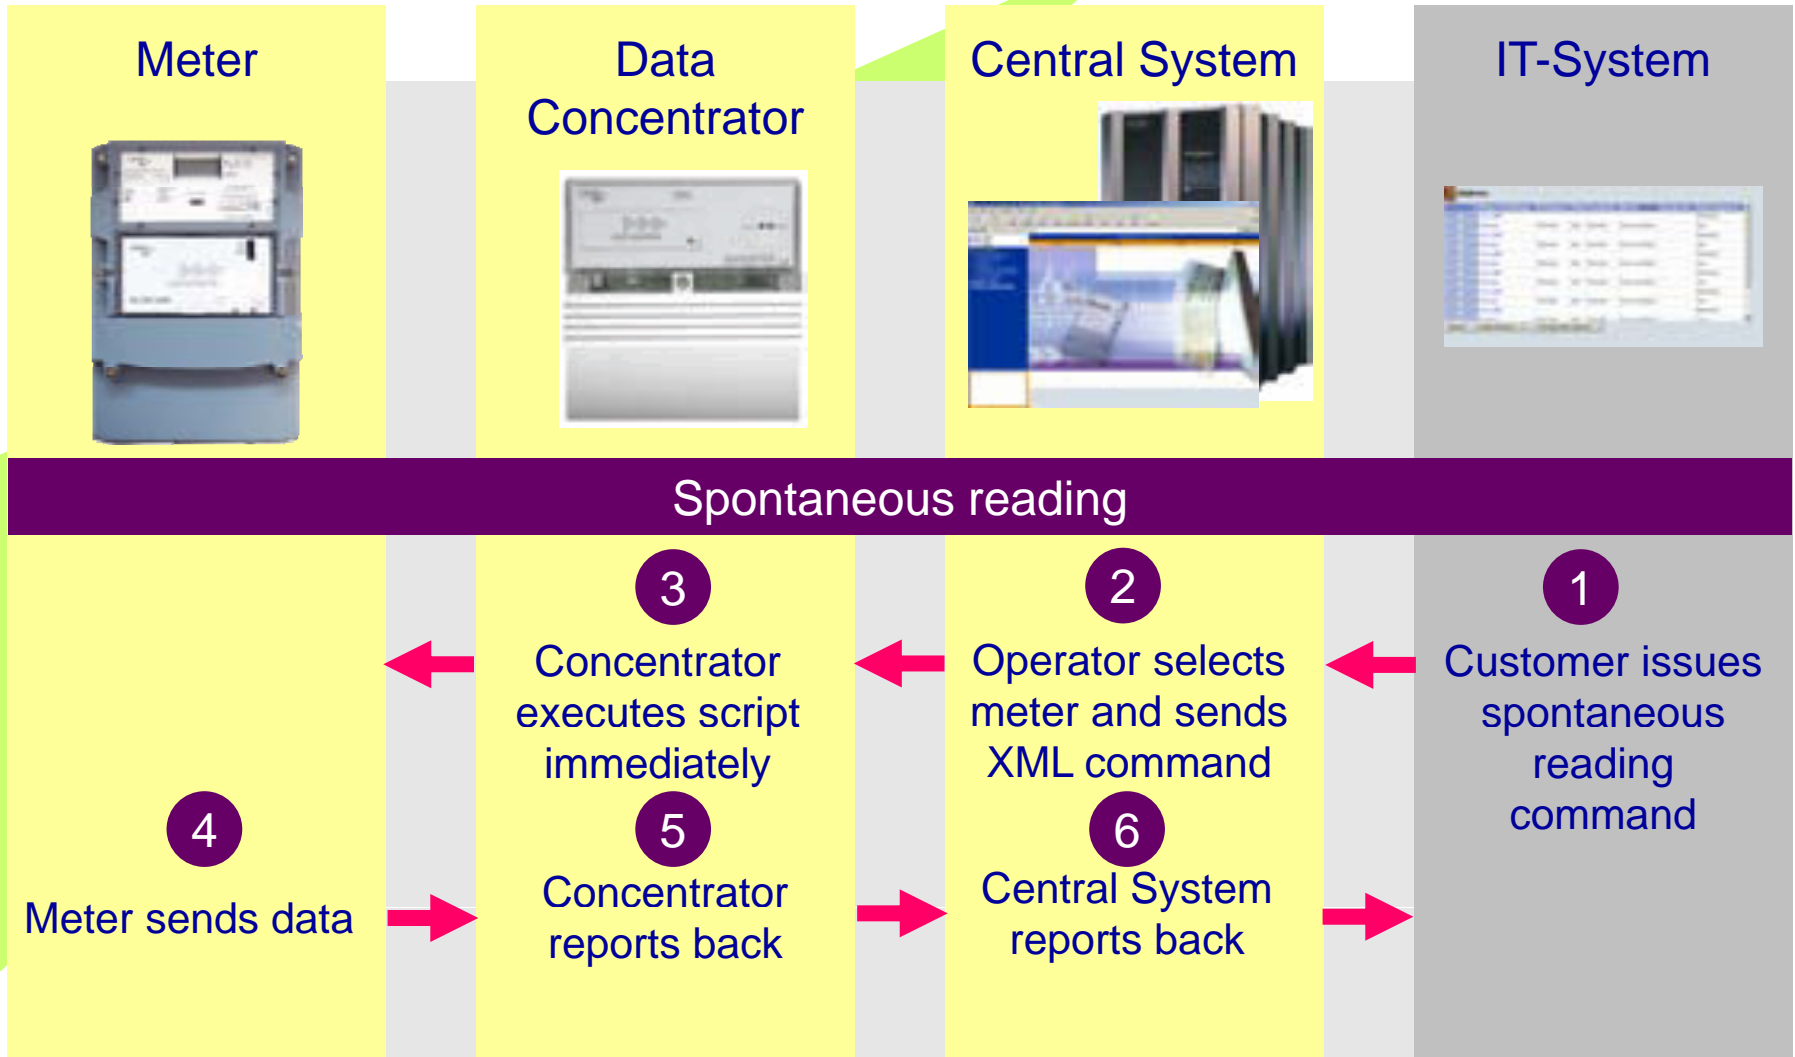 Meter
Data
Concentrator
Central System
IT-System
Spontaneous reading
3
Concentrator
executes script
immediately
2
Operator selects
meter and sends
XML command
1
Customer issues
spontaneous
reading
command
4
Meter sends data
5
Concentrator
reports back
6
Central System
reports back